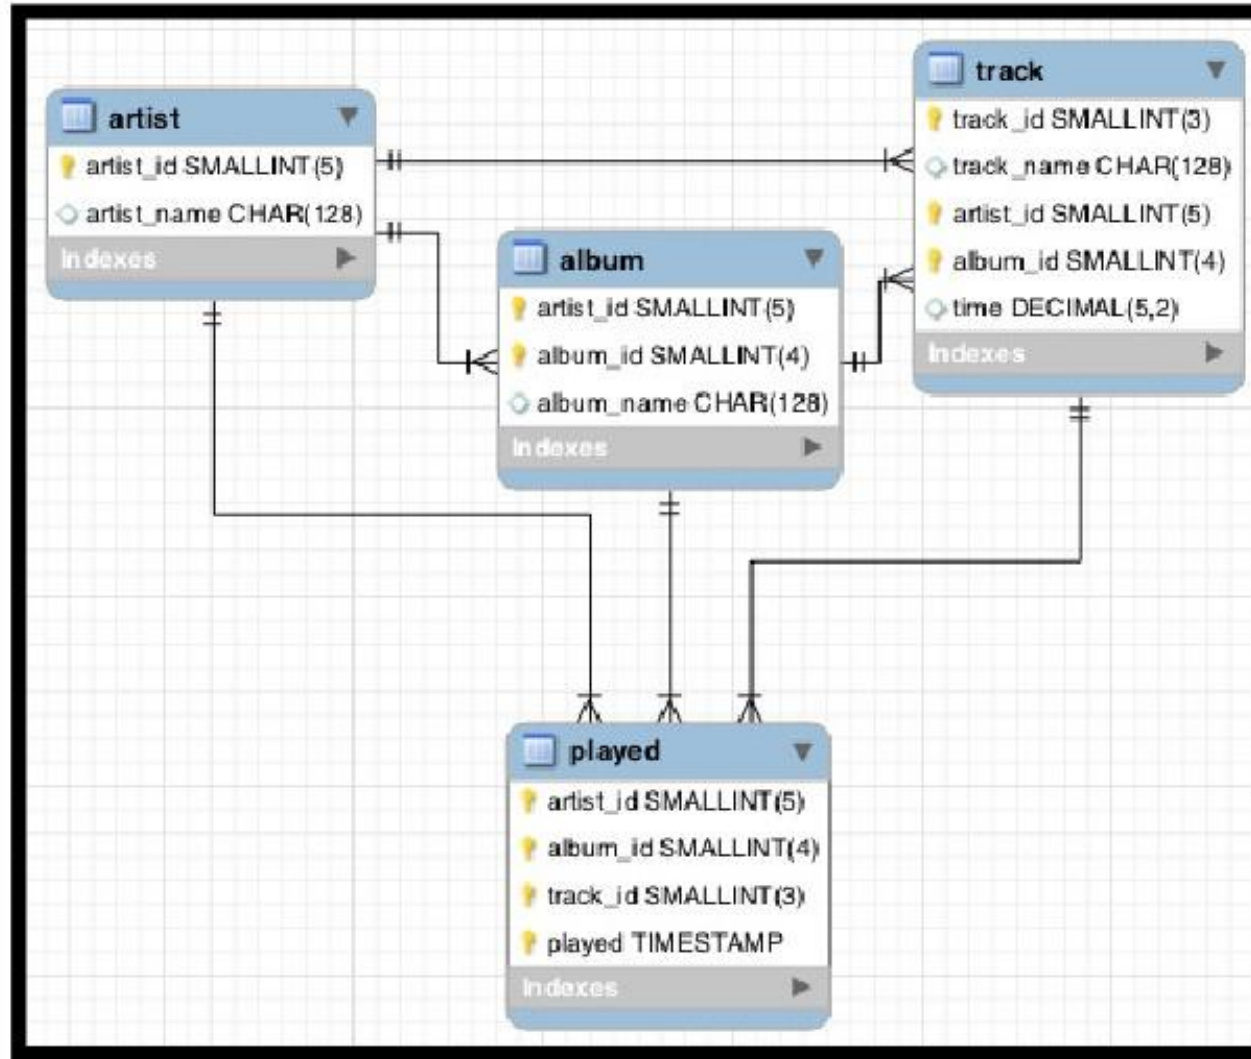 artist
artist_id SMALLINT(5)
artist_name CHAR(128)
Indexes
album
artist_id SMALLINT(5)
album_id SMALLINT(4)
album_name CHAR(128)
Indexes
track
track_id SMALLINT(3)
track_name CHAR(128)
artist_id SMALLINT(5)
album_id SMALLINT(4)
time DECIMAL(5,2)
Indexes
played
artist_id SMALLINT(5)
album_id SMALLINT(4)
track_id SMALLINT(3)
played TIMESTAMP
Indexes